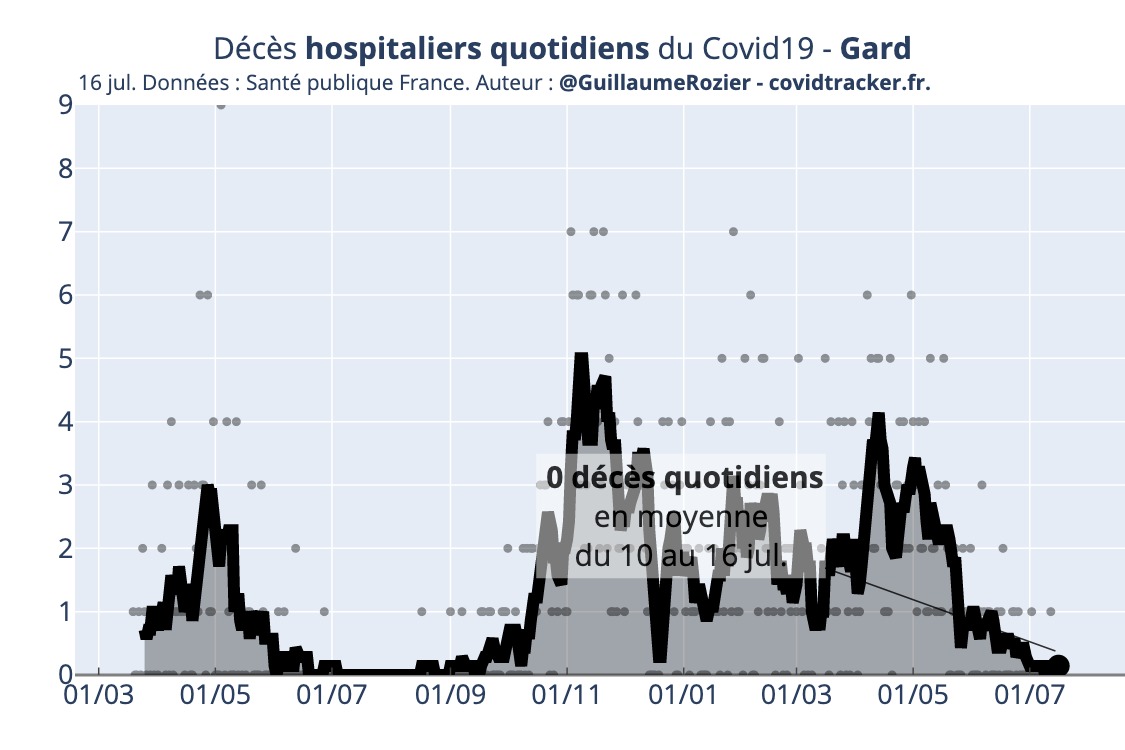 Décès hospitaliers quotidiens du Covid19 - Gard
16 jul. Données : Santé publique France. Auteur : @GuillaumeRozier - covidtracker.fr.
9
8
7
6
5
4
3
2
1
0
0 décès quotidiens
en moyenne
du 10 au 16 jul.
01/03 01/05 01/07 01/09 01/11 01/01 01/03 01/05 01/07